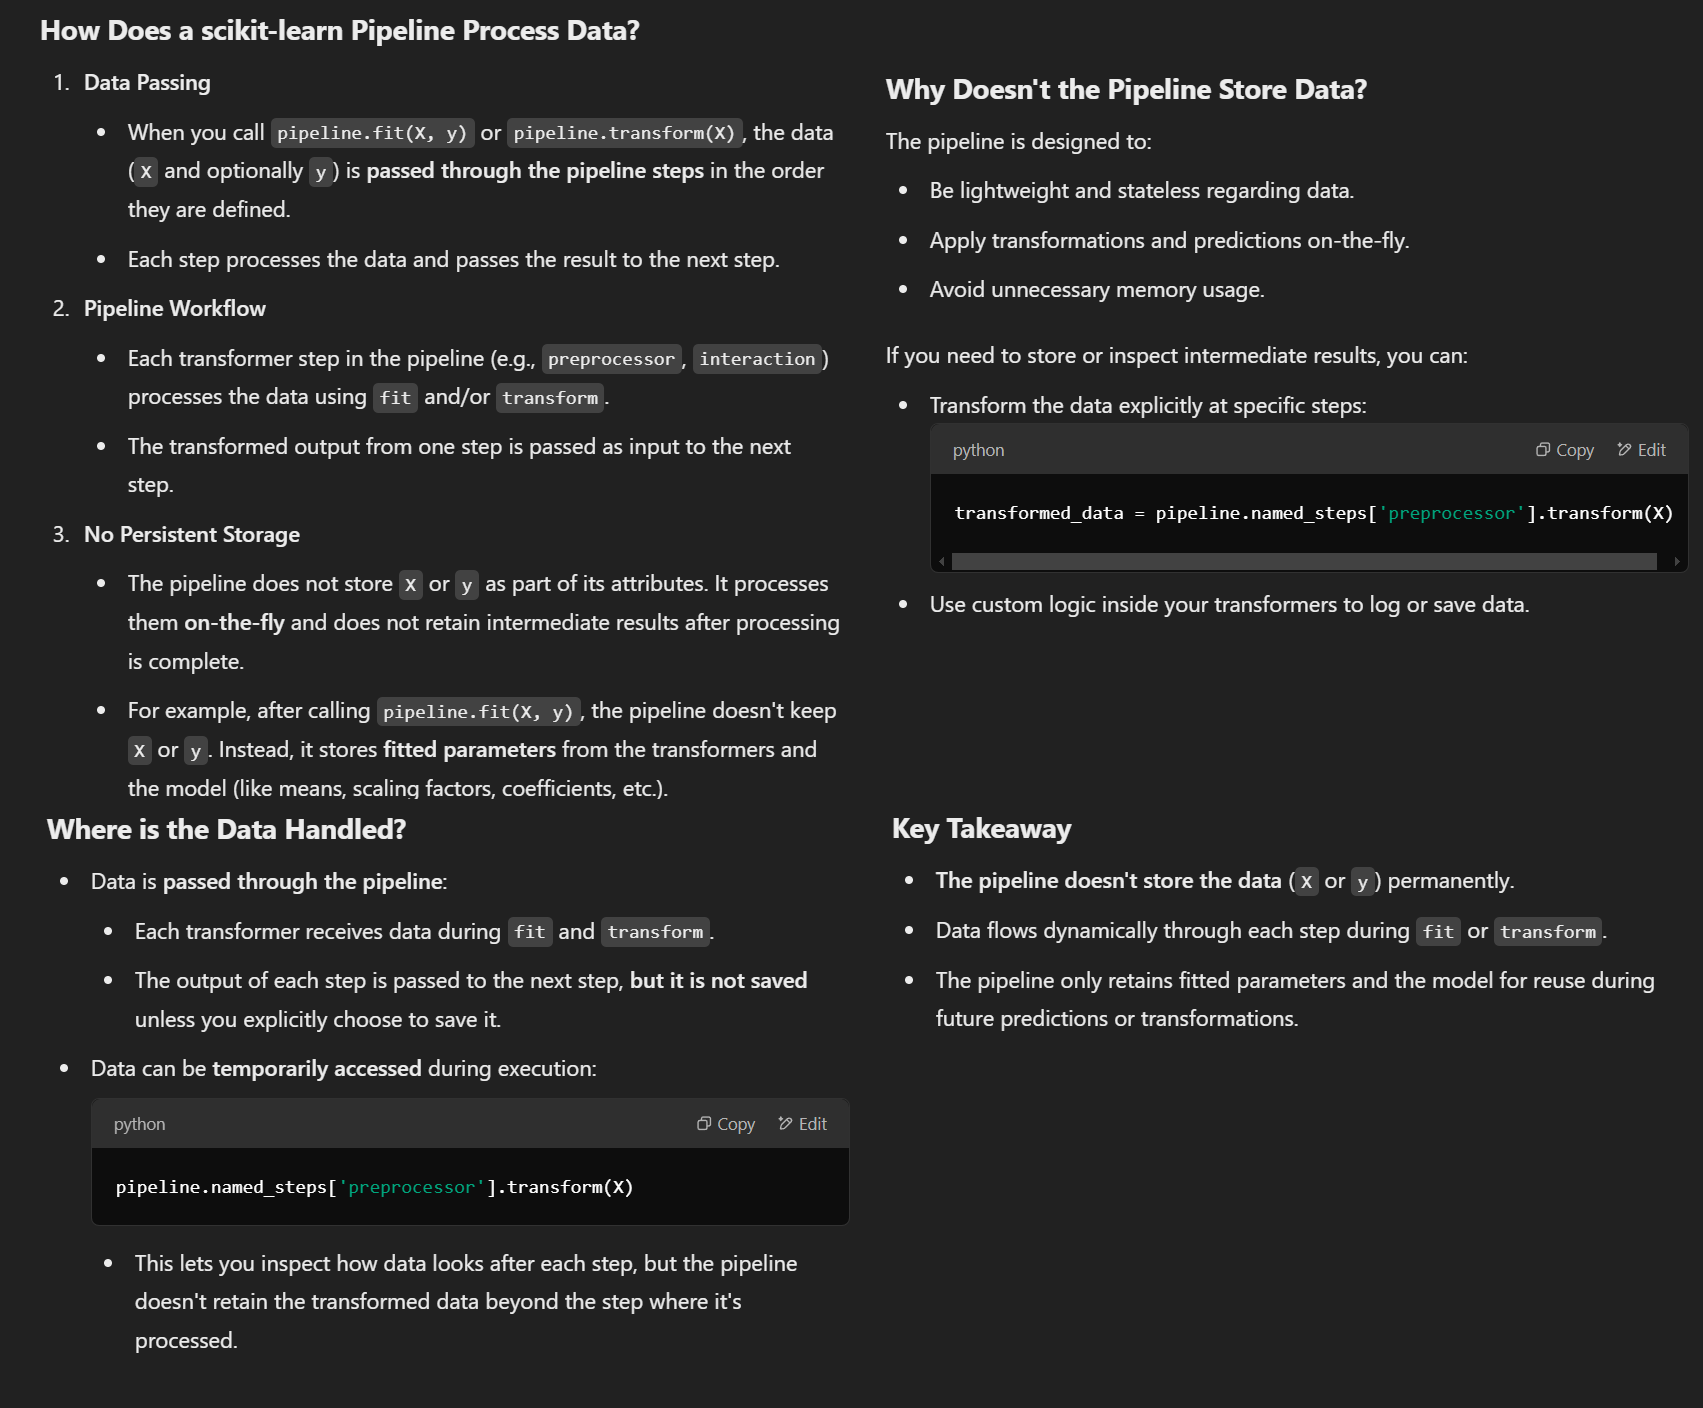 How Does a scikit-learn Pipeline Process Data?
1. Data Passing
• When you call pipeline.fit(X, y) or pipeline.transform(X), the data
(X and optionally y) is passed through the pipeline steps in the order
they are defined.
• Each step processes the data and passes the result to the next step.
2. Pipeline Workflow
• Each transformer step in the pipeline (e.g., preprocessor, interaction)
processes the data using fit and/or transform.
• The transformed output from one step is passed as input to the next
step.
3. No Persistent Storage
• The pipeline does not store X or y as part of its attributes. It processes
them on-the-fly and does not retain intermediate results after processing
is complete.
• For example, after calling pipeline.fit(X, y), the pipeline doesn't keep
X or y. Instead, it stores fitted parameters from the transformers and
the model (like means, scaling factors, coefficients, etc.).
Why Doesn't the Pipeline Store Data?
The pipeline is designed to:
• Be lightweight and stateless regarding data.
• Apply transformations and predictions on-the-fly.
• Avoid unnecessary memory usage.
If you need to store or inspect intermediate results, you can:
• Transform the data explicitly at specific steps:
python Copy Edit
transformed_data = pipeline.named_steps['preprocessor'].transform(X)
• Use custom logic inside your transformers to log or save data.
Where is the Data Handled?
• Data is passed through the pipeline:
• Each transformer receives data during fit and transform.
• The output of each step is passed to the next step, but it is not saved
unless you explicitly choose to save it.
• Data can be temporarily accessed during execution:
python Copy Edit
pipeline.named_steps['preprocessor'].transform(X)
• This lets you inspect how data looks after each step, but the pipeline
doesn't retain the transformed data beyond the step where it's
processed.
Key Takeaway
• The pipeline doesn't store the data (X or y) permanently.
• Data flows dynamically through each step during fit or transform.
• The pipeline only retains fitted parameters and the model for reuse during
future predictions or transformations.